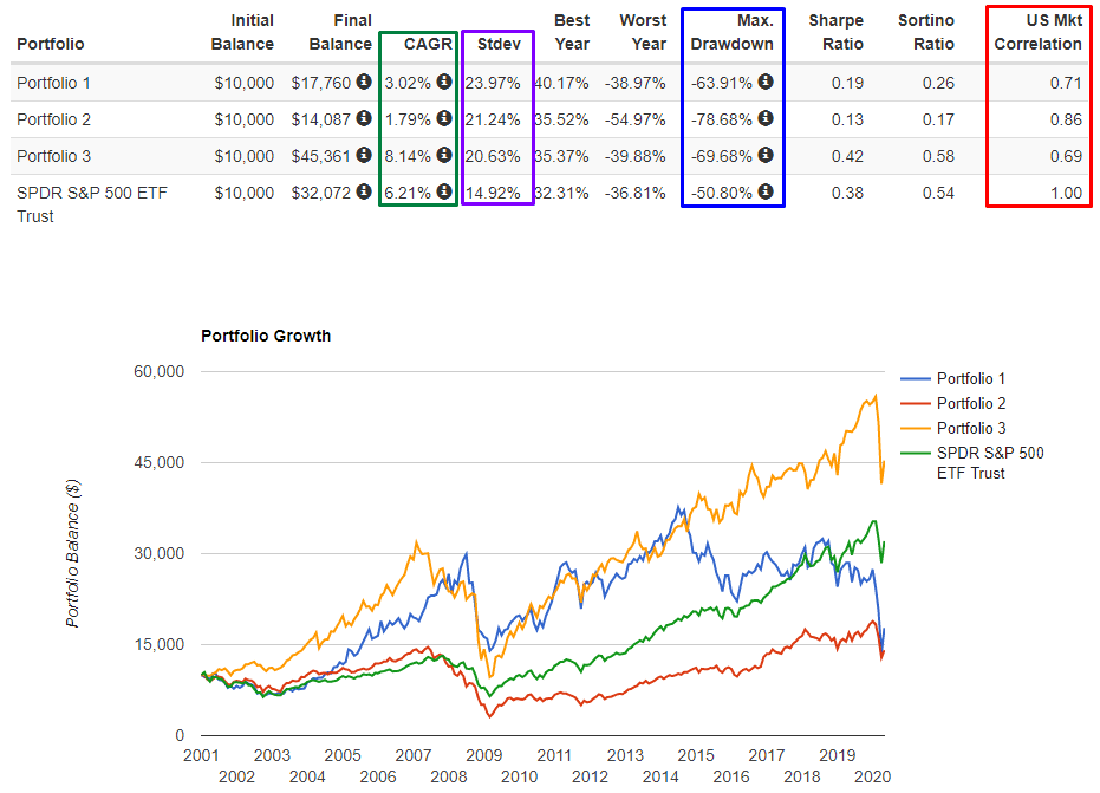 Portfolio Initial Balance Final Balance CAGR Stdev Best Year Worst Year Max. Drawdown Sharpe Ratio Sortino Ratio US Mkt Correlation
Portfolio 1 $10,000 $17,760 3.02% 23.97% 40.17% -38.97% -63.91% 0.19 0.26 0.71
Portfolio 2 $10,000 $14,087 1.79% 21.24% 35.52% -54.97% -78.68% 0.13 0.17 0.86
Portfolio 3 $10,000 $45,361 8.14% 20.63% 35.37% -39.88% -69.68% 0.42 0.58 0.69
SPDR S&P 500 ETF $10,000 $32,072 6.21% 14.92% 32.31% -36.81% -50.80% 0.38 0.54 1.00
Trust
Portfolio Growth
60,000
45,000
30,000
15,000
0
Portfolio Balance ($)
Portfolio 1
Portfolio 2
Portfolio 3
SPDR S&P 500
ETF Trust
2001 2003 2005 2007 2009 2011 2013 2015 2017 2019
2002 2004 2006 2008 2010 2012 2014 2016 2018 2020